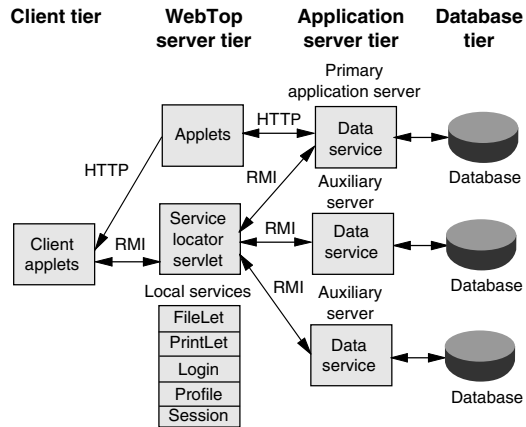 Client tier
WebTop
server tier
Application
server tier
Database
tier
Primary
application server
Applets
HTTP
Data
service
Database
HTTP
RMI
Auxiliary
server
Client
applets
RMI
Service
locator
servlet
RMI
Data
service
Database
Local services
FileLet
PrintLet
Login
Profile
Session
RMI
Auxiliary
server
Data
service
Database